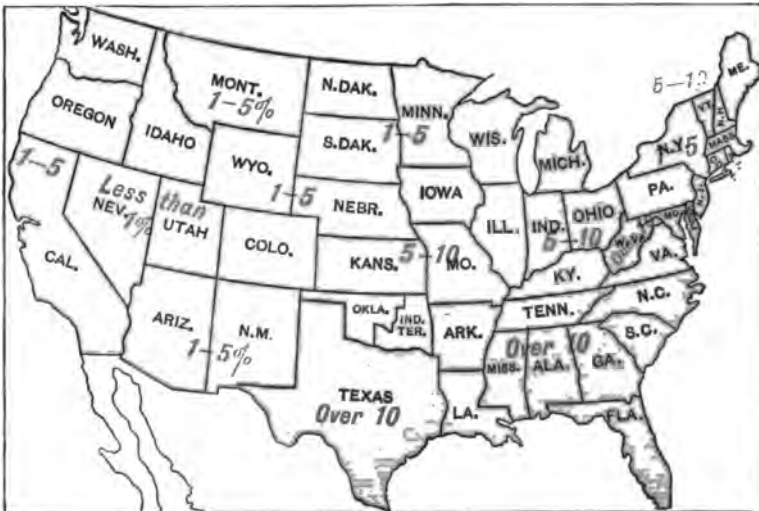 WASH.
MONT.
1–5%
N.DAK.
MINN.
1–5
OREGON
IDAHO
WYO.
1–5
S.DAK.
WIS.
MICH.
5–10
ME.
VT.
N.H.
MASS
N.Y.
5
1–5
Less than
NEV.
1%
UTAH
NEBR.
IOWA
ILL.
IND.
OHIO
PA.
CAL.
COLO.
KANS.
5–10
MO.
KY.
VA.
ARIZ.
N.M.
1–5%
OKLA.
IND.
TER.
ARK.
TENN.
N.C.
S.C.
TEXAS
Over 10
LA.
MISS.
ALA.
GA.
Over 10
FLA.